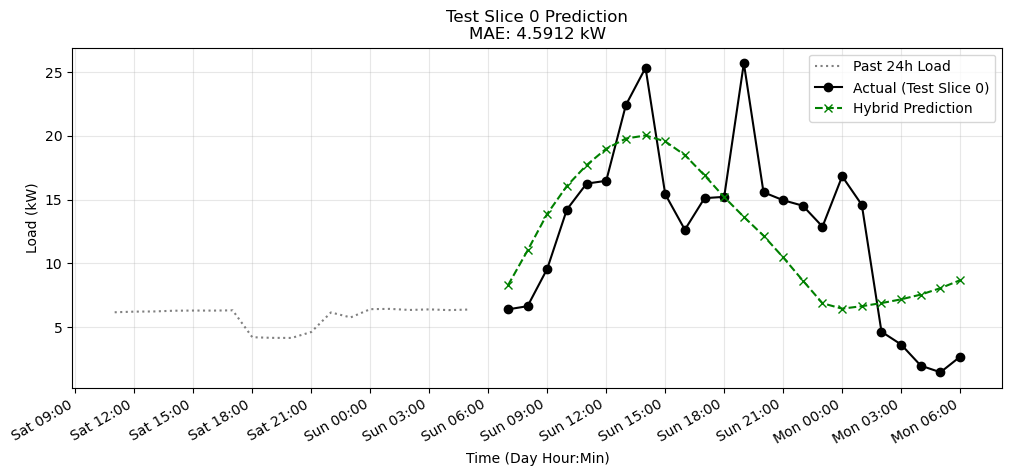 Test Slice 0 Prediction
MAE: 4.5912 kW
Past 24h Load
Actual (Test Slice 0)
Hybrid Prediction
Load (kW)
25
20
15
10
5
Sat 09:00
Sat 12:00
Sat 15:00
Sat 18:00
Sat 21:00
Sun 00:00
Sun 03:00
Sun 06:00
Sun 09:00
Sun 12:00
Sun 15:00
Sun 18:00
Sun 21:00
Mon 00:00
Mon 03:00
Mon 06:00
Time (Day Hour:Min)